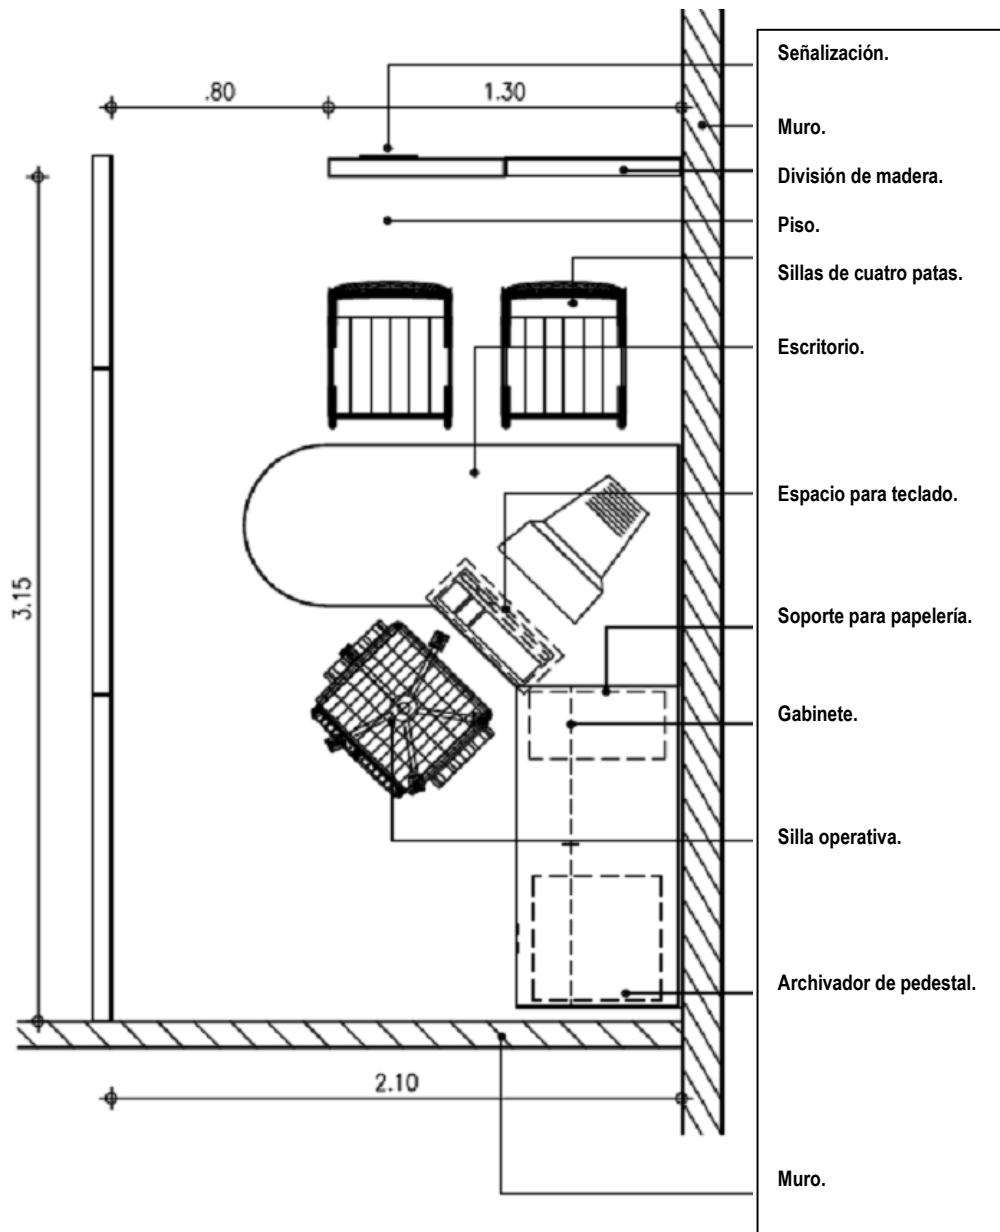 Señalización.
.80
1.30
Muro.
División de madera.
Piso.
Sillas de cuatro patas.
Escritorio.
Espacio para teclado.
3.15
Soporte para papelería.
Gabinete.
Silla operativa.
Archivador de pedestal.
2.10
Muro.